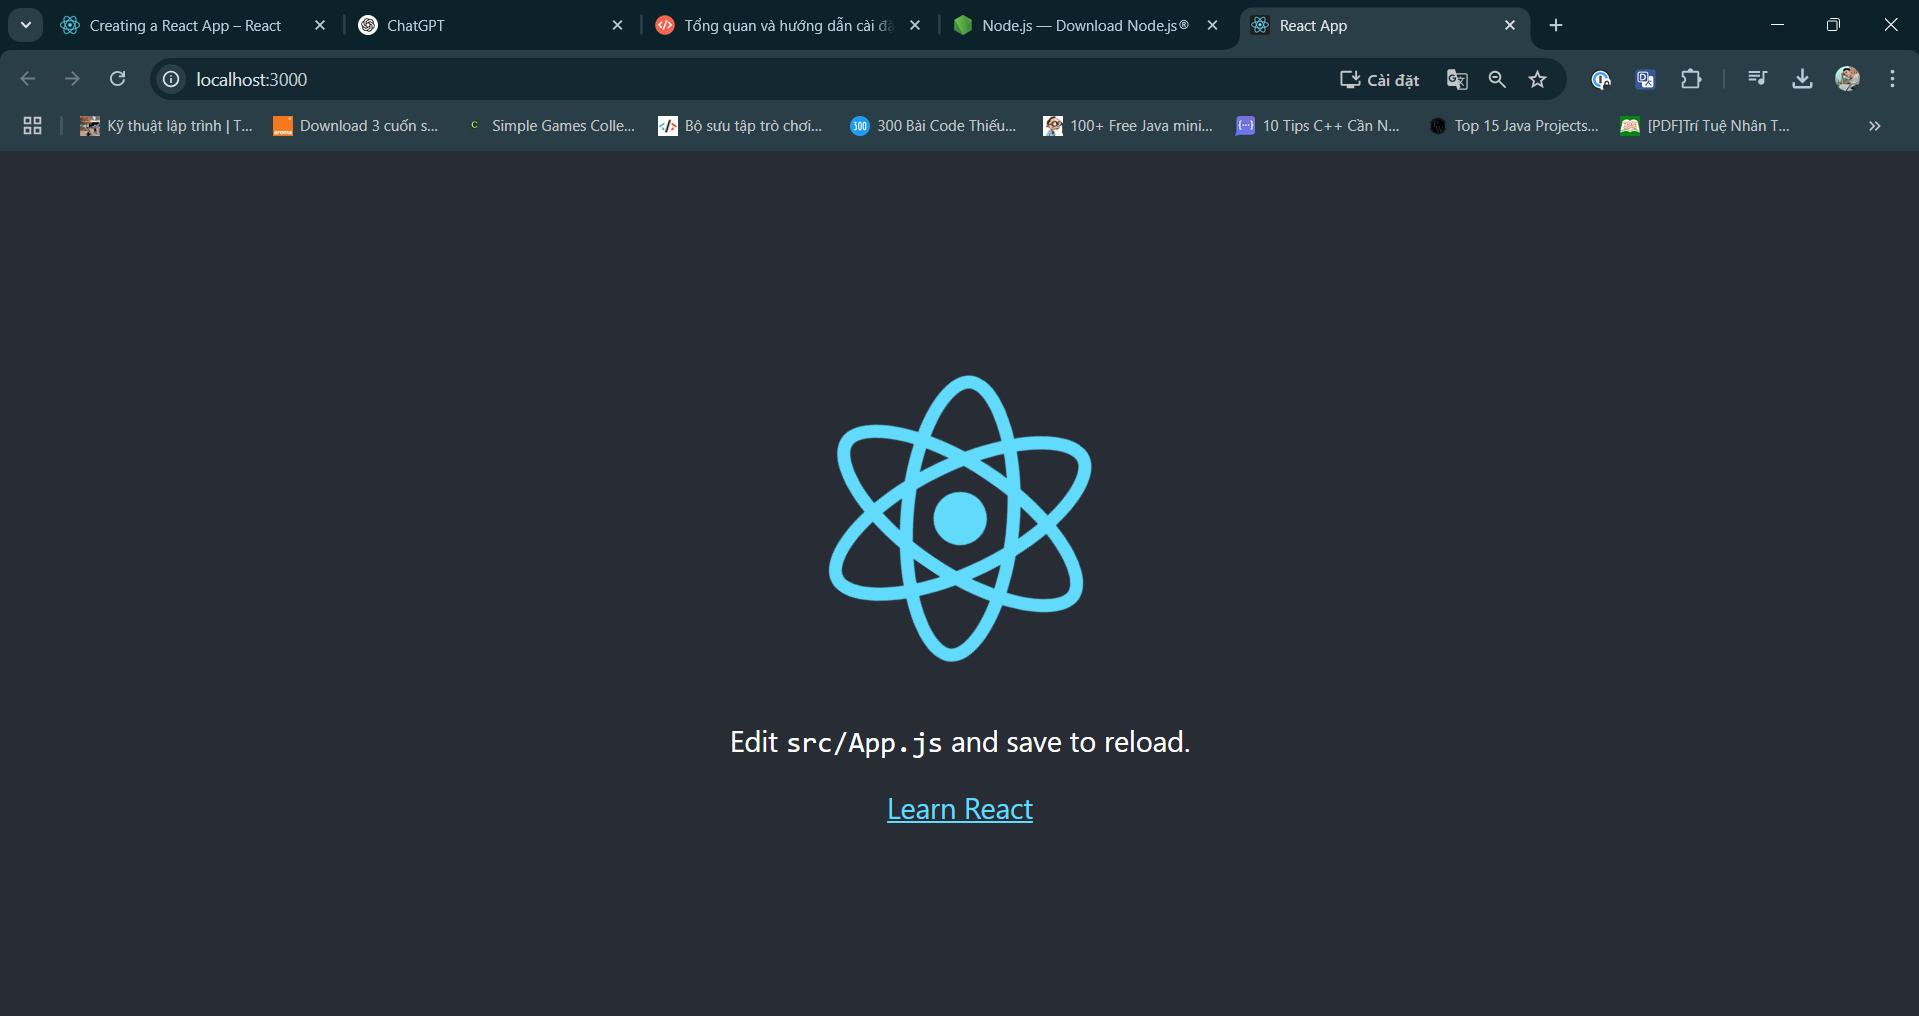 Creating a React App – React
ChatGPT
Tổng quan và hướng dẫn cài đặ
Node.js — Download Node.js®
React App
localhost:3000
Cài đặt
Kỹ thuật lập trình | T...
Download 3 cuốn s...
Simple Games Colle...
Bộ sưu tập trò chơi...
300 Bài Code Thiếu...
100+ Free Java mini...
10 Tips C++ Cần N...
Top 15 Java Projects...
[PDF]Trí Tuệ Nhân T...
Edit src/App.js and save to reload.
Learn React